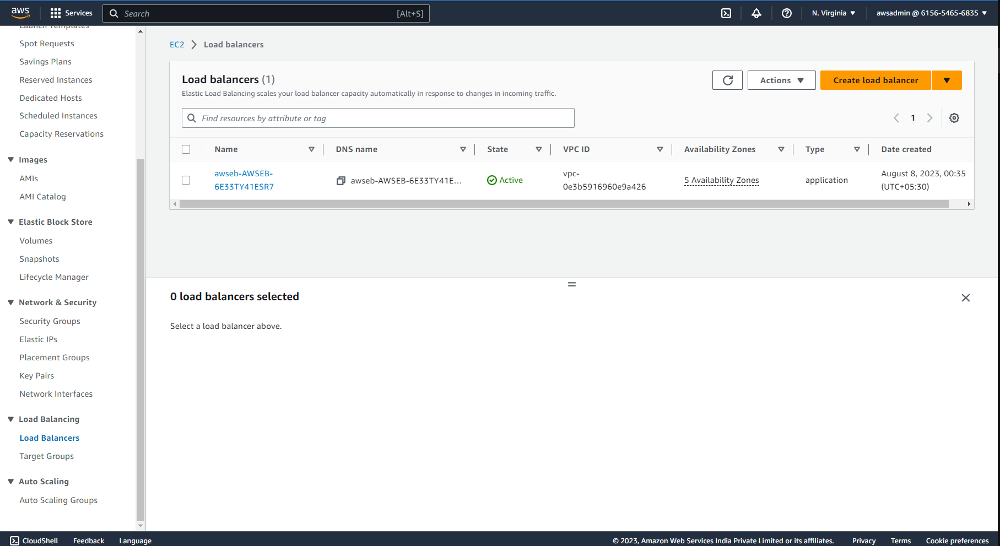 aws
Services
Search [Alt+S]
N. Virginia
awsadmin @ 6156-5465-6835
Launch Templates
Spot Requests
Savings Plans
Reserved Instances
Dedicated Hosts
Scheduled Instances
Capacity Reservations
Images
AMIs
AMI Catalog
Elastic Block Store
Volumes
Snapshots
Lifecycle Manager
Network & Security
Security Groups
Elastic IPs
Placement Groups
Key Pairs
Network Interfaces
Load Balancing
Load Balancers
Target Groups
Auto Scaling
Auto Scaling Groups
EC2 > Load balancers
Load balancers (1)
Elastic Load Balancing scales your load balancer capacity automatically in response to changes in incoming traffic.
Actions
Create load balancer
Find resources by attribute or tag
1
Name DNS name State VPC ID Availability Zones Type Date created
awseb-AWSEB-
6E33TY41ESR7
awseb-AWSEB-6E33TY41E...
Active
vpc-
0e3b5916960e9a426
5 Availability Zones
application
August 8, 2023, 00:35
(UTC+05:30)
0 load balancers selected
Select a load balancer above.
CloudShell Feedback Language
© 2023, Amazon Web Services India Private Limited or its affiliates. Privacy Terms Cookie preferences